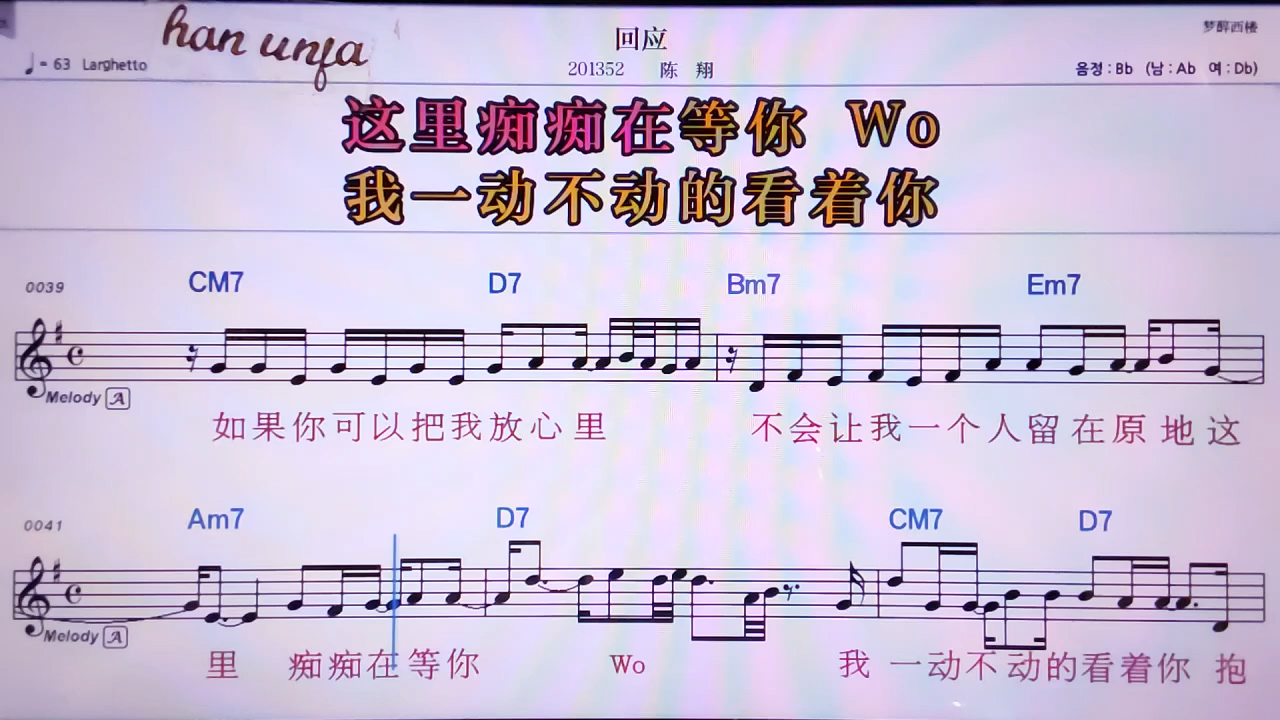 han unfa
回应
梦醉西楼
♩= 63 Larghetto
201352 陈 翔
음정 : Bb (남 : Ab 여 : Db)
这里痴痴在等你 Wo
我一动不动的看着你
0039 CM7 D7 Bm7 Em7
Melody A
如果你可以把我放心里 不会让我一个人留在原地这
0041 Am7 D7 CM7 D7
Melody A
里 痴痴在等你 Wo 我一动不动的看着你 抱